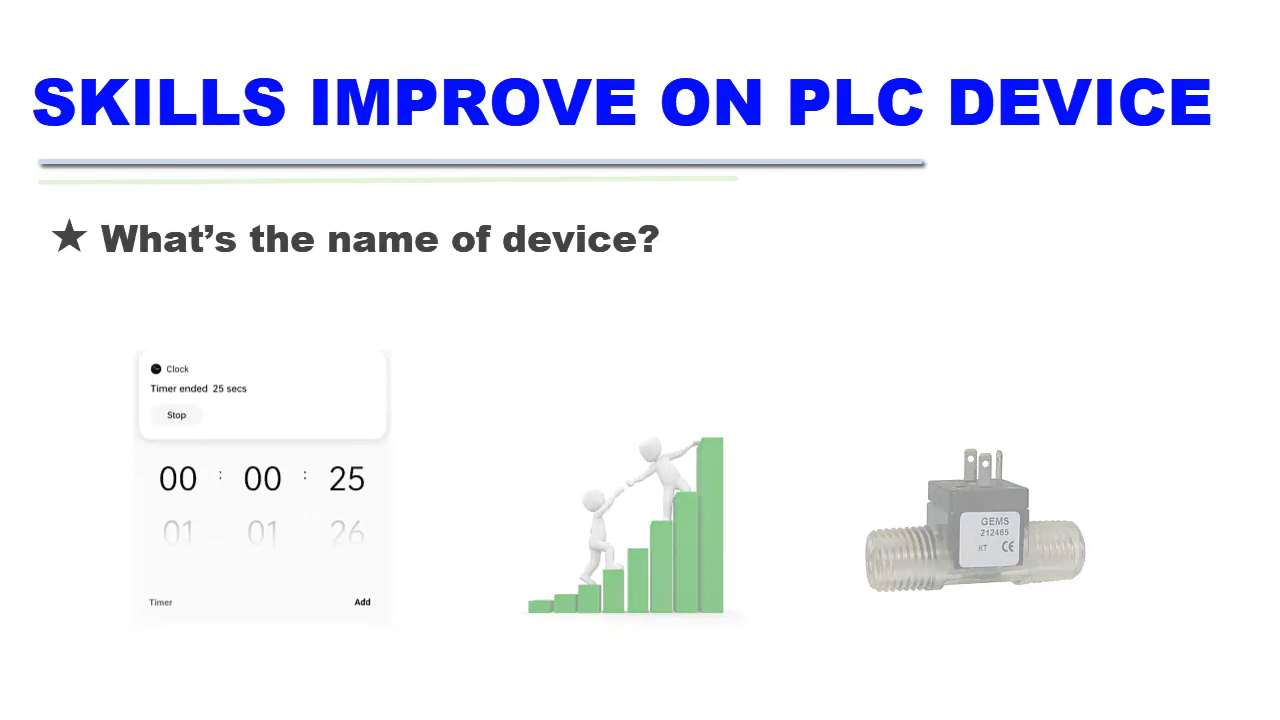 SKILLS IMPROVE ON PLC DEVICE
★ What’s the name of device?
Clock
Timer ended 25 secs
Stop
00 : 00 : 25
01 01 26
Timer Add
GEMS
212465
KT CE